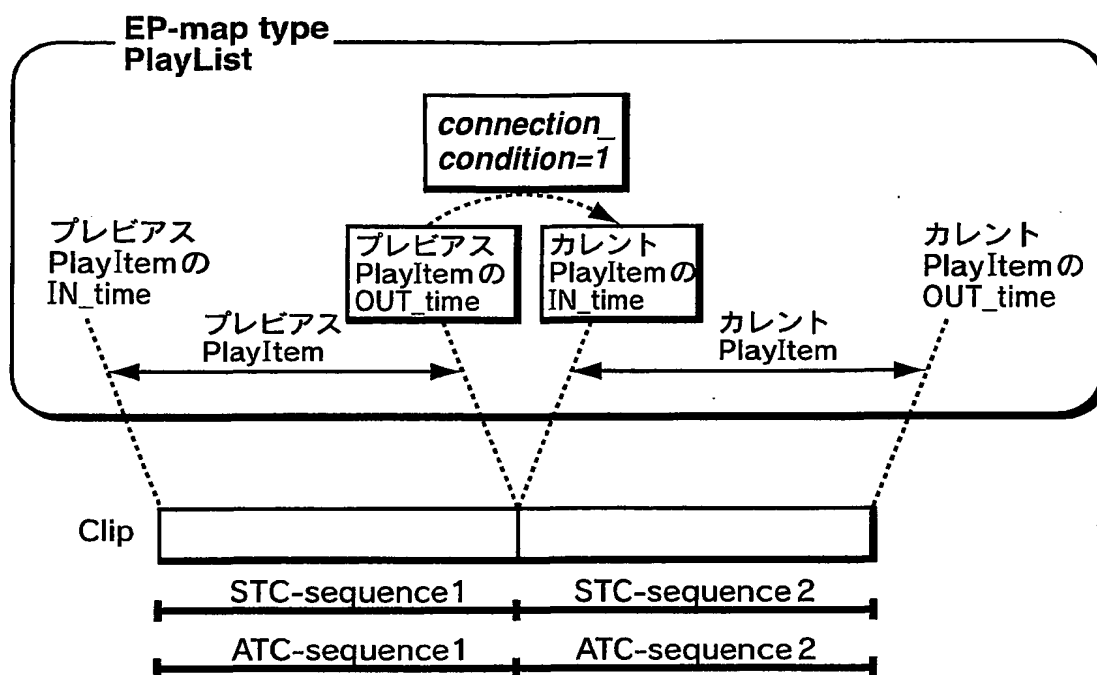 EP-map type
PlayList
connection_
condition=1
プレビアス
PlayItemの
IN_time
プレビアス
PlayItemの
OUT_time
カレント
PlayItemの
IN_time
カレント
PlayItemの
OUT_time
プレビアス
PlayItem
カレント
PlayItem
Clip
STC-sequence1
STC-sequence2
ATC-sequence1
ATC-sequence2